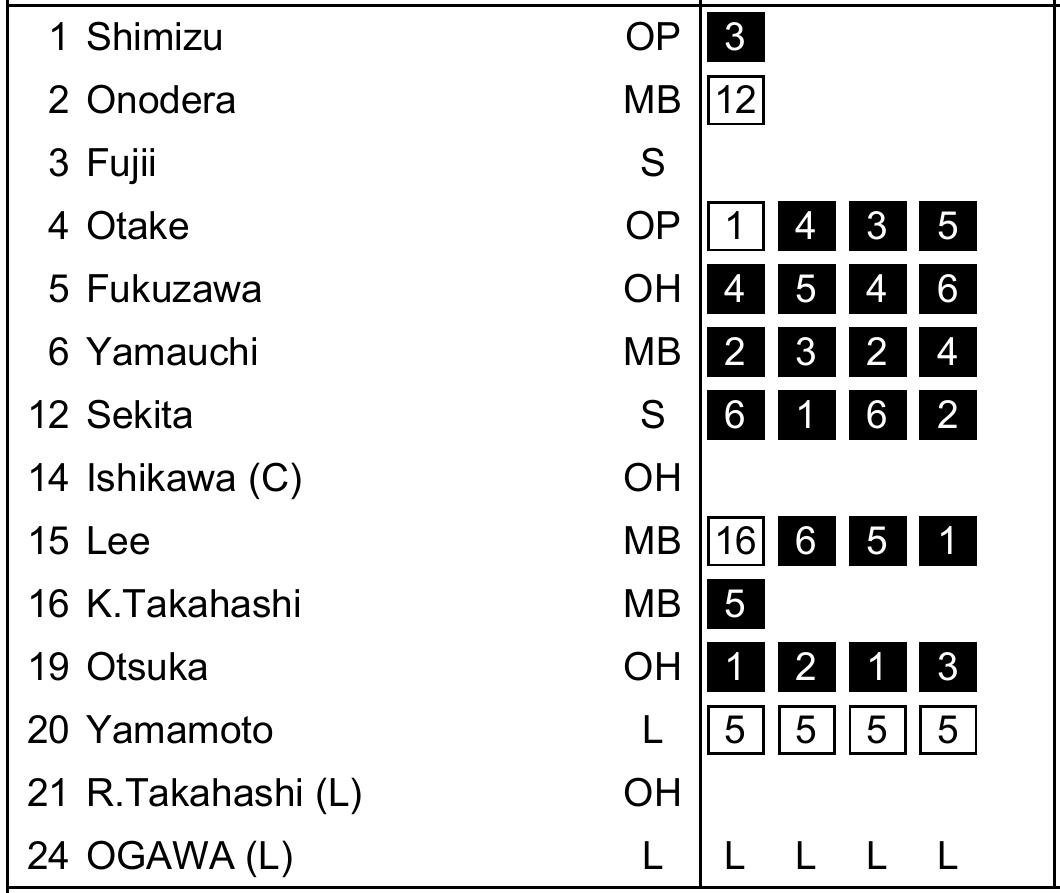 1 Shimizu OP 3
2 Onodera MB 12
3 Fujii S
4 Otake OP 1 4 3 5
5 Fukuzawa OH 4 5 4 6
6 Yamauchi MB 2 3 2 4
12 Sekita S 6 1 6 2
14 Ishikawa (C) OH
15 Lee MB 16 6 5 1
16 K.Takahashi MB 5
19 Otsuka OH 1 2 1 3
20 Yamamoto L 5 5 5 5
21 R.Takahashi (L) OH
24 OGAWA (L) L L L L L